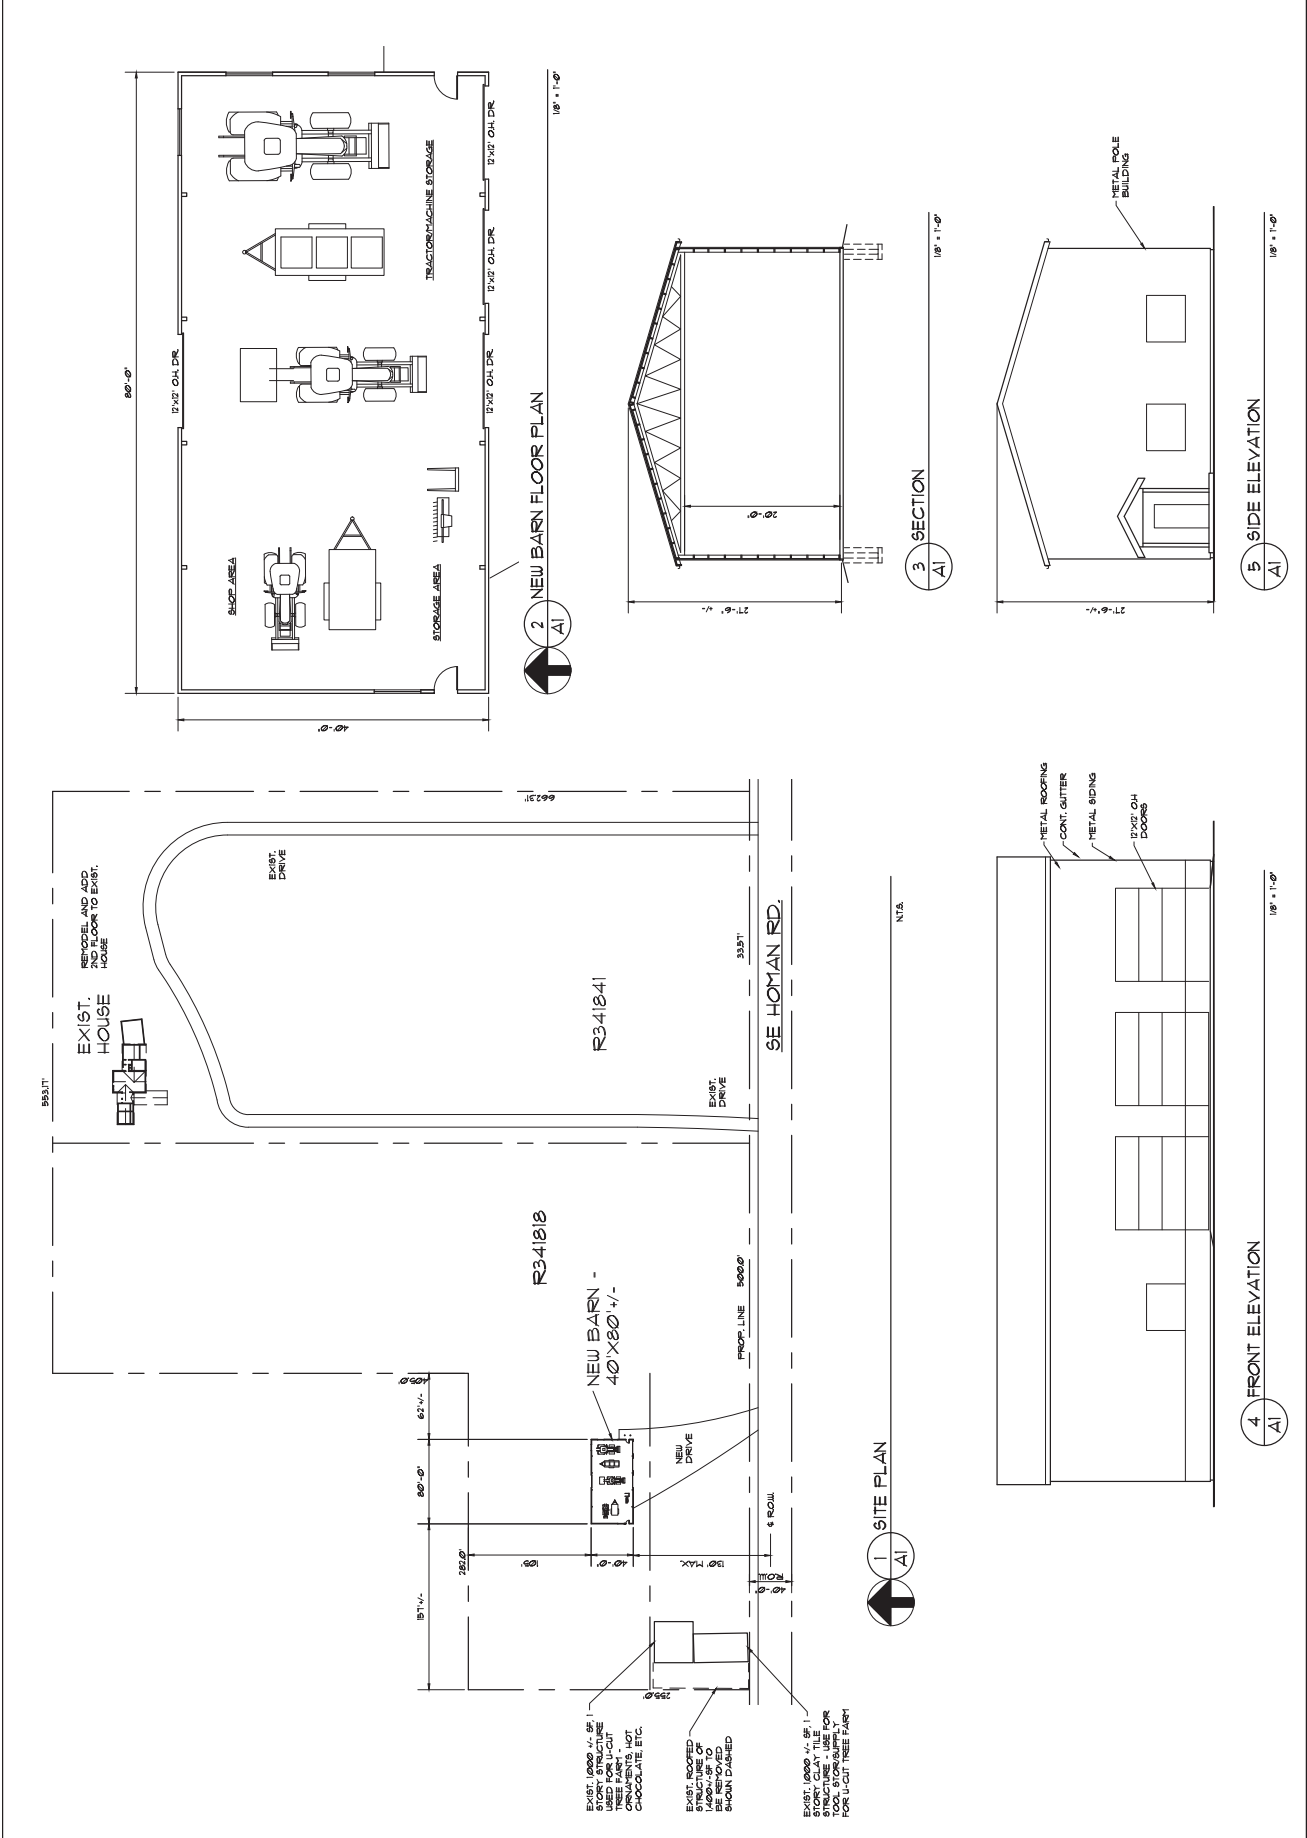 553.17'
EXIST.
HOUSE
REMODEL AND ADD
2ND FLOOR TO EXIST.
HOUSE
EXIST.
DRIVE
662.31'
R341841
R341818
EXIST.
DRIVE
405.0'
62'+/-
80'-0"
157'+/-
282.0'
105'
40'-0"
130' MAX.
NEW BARN -
40'X80'+/-
NEW
DRIVE
PROP. LINE
500.0'
33.57'
SE HOMAN RD.
R.O.W.
40'-0"
R.O.W.
255.0'
EXIST. 1,000 +/- SF, 1 -
STORY STRUCTURE
USED FOR U-CUT
TREE FARM -
ORNAMENTS, HOT
CHOCOLATE, ETC.
EXIST. ROOFED
STRUCTURE OF
1,400+/-SF TO
BE REMOVED
SHOWN DASHED
EXIST. 1,000 +/- SF, 1 -
STORY CLAY TILE
STRUCTURE - USE FOR
TOOL STOR/SUPPLY
FOR U-CUT TREE FARM
1
A1
SITE PLAN
N.T.S.
80'-0"
40'-0"
12'x12' O.H. DR.
SHOP AREA
STORAGE AREA
TRACTOR/MACHINE STORAGE
12'x12' O.H. DR.
12'x12' O.H. DR.
12'x12' O.H. DR.
2
A1
NEW BARN FLOOR PLAN
1/8" = 1'-0"
27'-6" +/-
20'-0"
3
A1
SECTION
1/8" = 1'-0"
METAL ROOFING
CONT. GUTTER
METAL SIDING
12'X12' O.H
DOORS
4
A1
FRONT ELEVATION
1/8" = 1'-0"
METAL POLE
BUILDING
27'-6"+/-
5
A1
SIDE ELEVATION
1/8" = 1'-0"